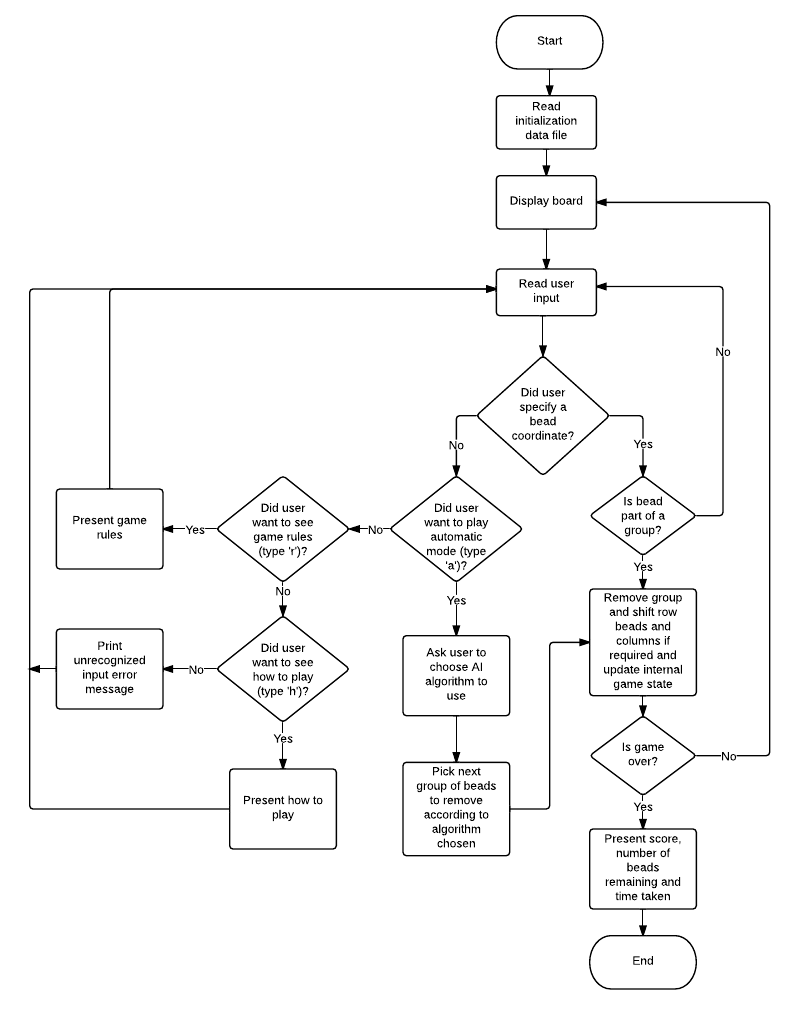 Start
Read
initialization
data file
Display board
Read user
input
No
Did user
specify a
bead
coordinate?
No
Yes
Present game
rules
Yes
Did user
want to see
game rules
(type 'r')?
No
Did user
want to play
automatic
mode (type
'a')?
Is bead
part of a
group?
Yes
No
Yes
Print
unrecognized
input error
message
No
Did user
want to see
how to play
(type 'h')?
Ask user to
choose AI
algorithm to
use
Remove group
and shift row
beads and
columns if
required and
update internal
game state
Yes
Present how to
play
Pick next
group of beads
to remove
according to
algorithm
chosen
Is game
over?
No
Yes
Present score,
number of
beads
remaining and
time taken
End